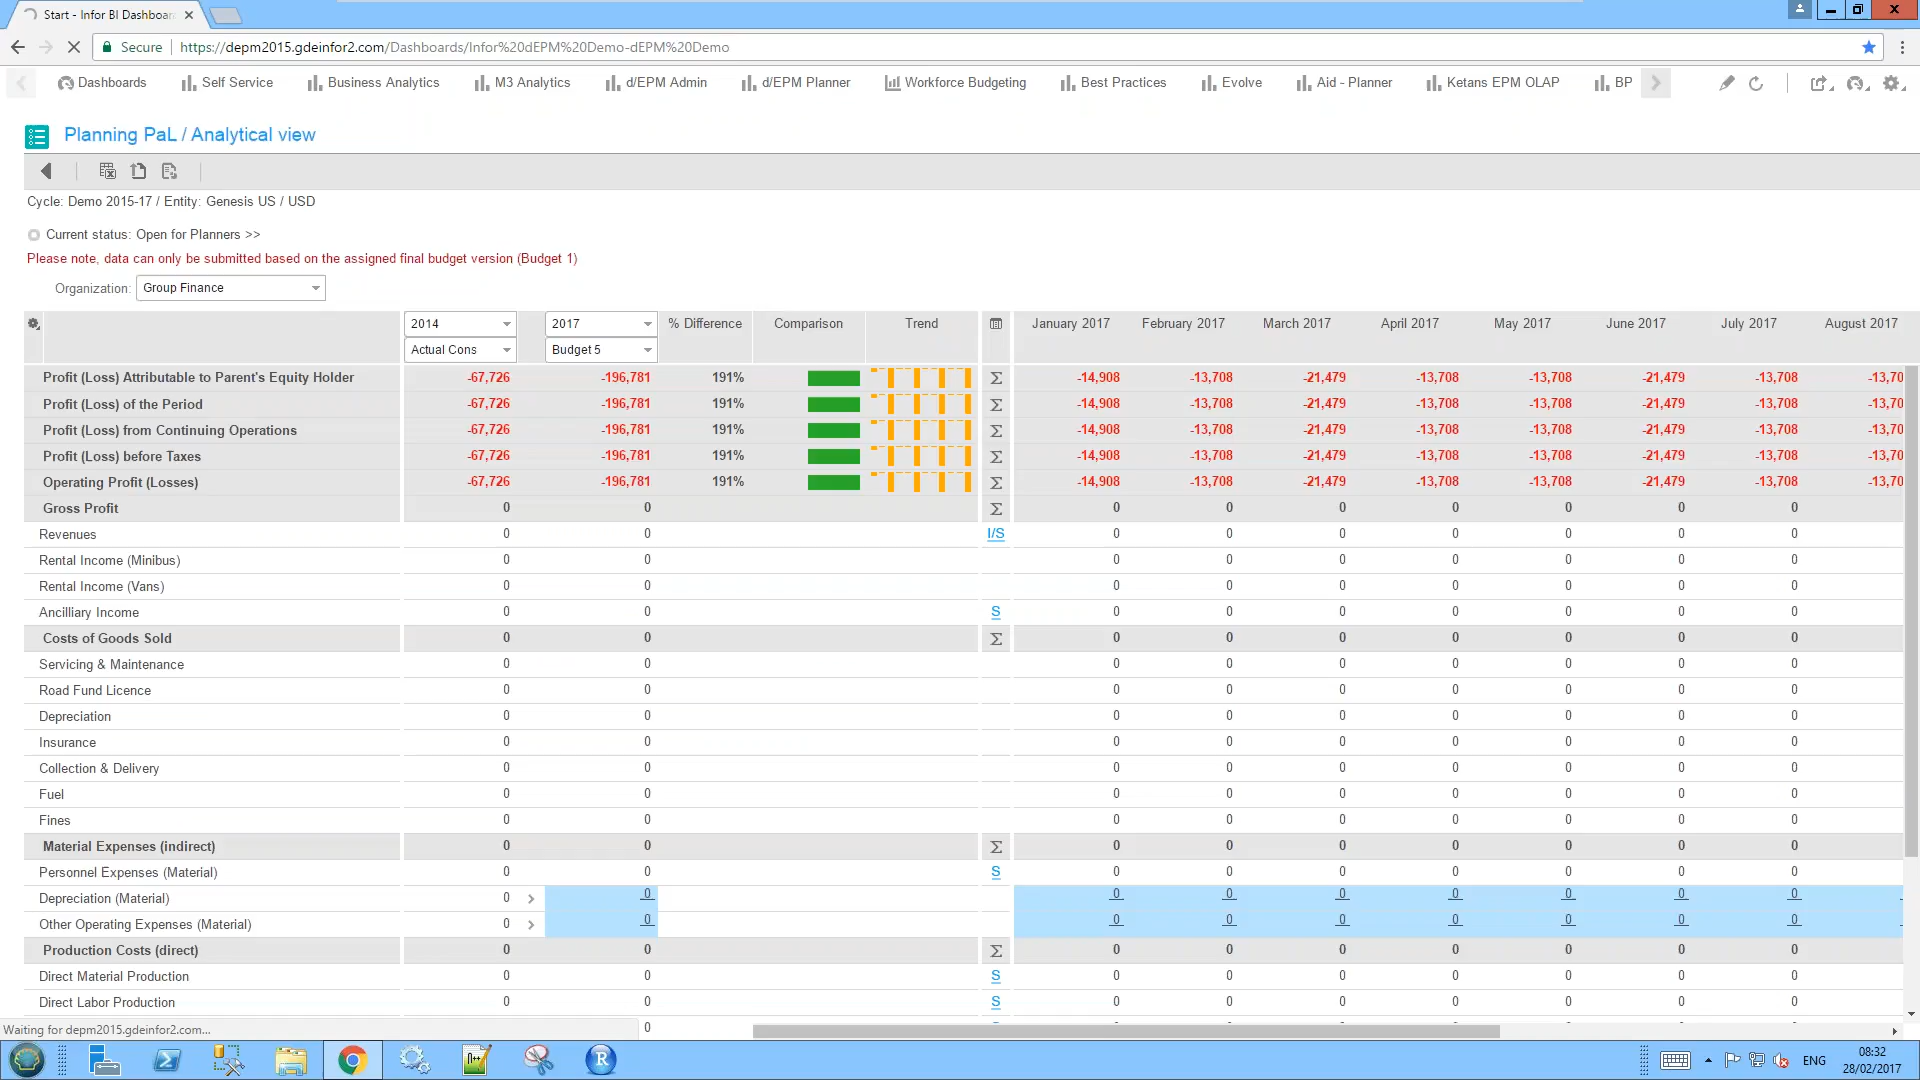 Start - Infor BI Dashboar
Secure https://depm2015.gdeinfor2.com/Dashboards/Infor%20dEPM%20Demo-dEPM%20Demo
Dashboards Self Service Business Analytics M3 Analytics d/EPM Admin d/EPM Planner Workforce Budgeting Best Practices Evolve Aid - Planner Ketans EPM OLAP BP
Planning PaL / Analytical view
Cycle: Demo 2015-17 / Entity: Genesis US / USD
Current status: Open for Planners >>
Please note, data can only be submitted based on the assigned final budget version (Budget 1)
Organization: Group Finance
2014 2017 % Difference Comparison Trend January 2017 February 2017 March 2017 April 2017 May 2017 June 2017 July 2017 August 2017
Actual Cons Budget 5
Profit (Loss) Attributable to Parent's Equity Holder -67,726 -196,781 191% Σ -14,908 -13,708 -21,479 -13,708 -13,708 -21,479 -13,708 -13,70
Profit (Loss) of the Period -67,726 -196,781 191% Σ -14,908 -13,708 -21,479 -13,708 -13,708 -21,479 -13,708 -13,70
Profit (Loss) from Continuing Operations -67,726 -196,781 191% Σ -14,908 -13,708 -21,479 -13,708 -13,708 -21,479 -13,708 -13,70
Profit (Loss) before Taxes -67,726 -196,781 191% Σ -14,908 -13,708 -21,479 -13,708 -13,708 -21,479 -13,708 -13,70
Operating Profit (Losses) -67,726 -196,781 191% Σ -14,908 -13,708 -21,479 -13,708 -13,708 -21,479 -13,708 -13,70
Gross Profit 0 0 Σ 0 0 0 0 0 0 0
Revenues 0 0 I/S 0 0 0 0 0 0 0
Rental Income (Minibus) 0 0 0 0 0 0 0 0 0
Rental Income (Vans) 0 0 0 0 0 0 0 0 0
Ancilliary Income 0 0 S 0 0 0 0 0 0 0
Costs of Goods Sold 0 0 Σ 0 0 0 0 0 0 0
Servicing & Maintenance 0 0 0 0 0 0 0 0 0
Road Fund Licence 0 0 0 0 0 0 0 0 0
Depreciation 0 0 0 0 0 0 0 0 0
Insurance 0 0 0 0 0 0 0 0 0
Collection & Delivery 0 0 0 0 0 0 0 0 0
Fuel 0 0 0 0 0 0 0 0 0
Fines 0 0 0 0 0 0 0 0 0
Material Expenses (indirect) 0 0 Σ 0 0 0 0 0 0 0
Personnel Expenses (Material) 0 0 S 0 0 0 0 0 0 0
Depreciation (Material) 0 0 0 0 0 0 0 0 0
Other Operating Expenses (Material) 0 0 0 0 0 0 0 0 0
Production Costs (direct) 0 0 Σ 0 0 0 0 0 0 0
Direct Material Production 0 0 S 0 0 0 0 0 0 0
Direct Labor Production 0 0 S 0 0 0 0 0 0 0
Waiting for depm2015.gdeinfor2.com... 0
R ENG 08:32
28/02/2017